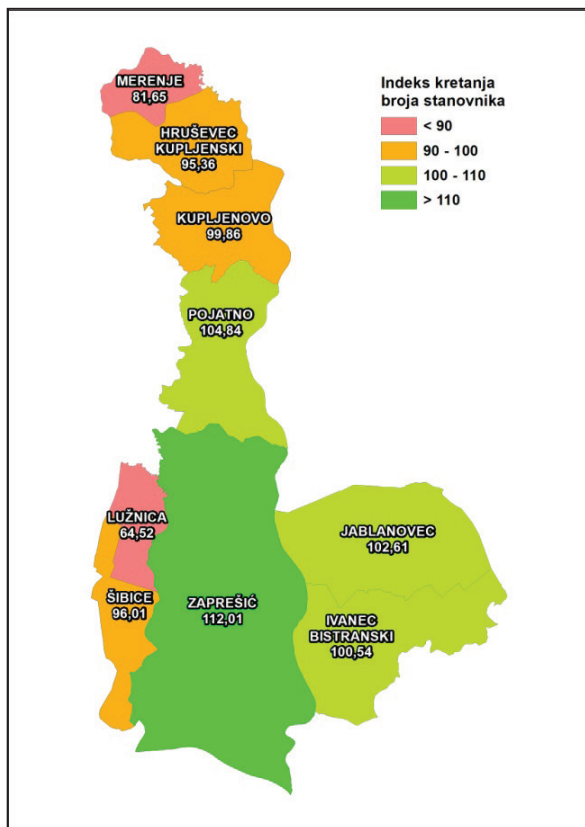 MERENJE
81,65
Indeks kretanja
broja stanovnika
< 90
90 - 100
100 - 110
> 110
HRUŠEVEC
KUPLJENSKI
95,36
KUPLJENOVO
99,86
POJATNO
104,84
LUŽNICA
64,52
JABLANOVEC
102,61
ŠIBICE
96,01
ZAPREŠIĆ
112,01
IVANEC
BISTRANSKI
100,54